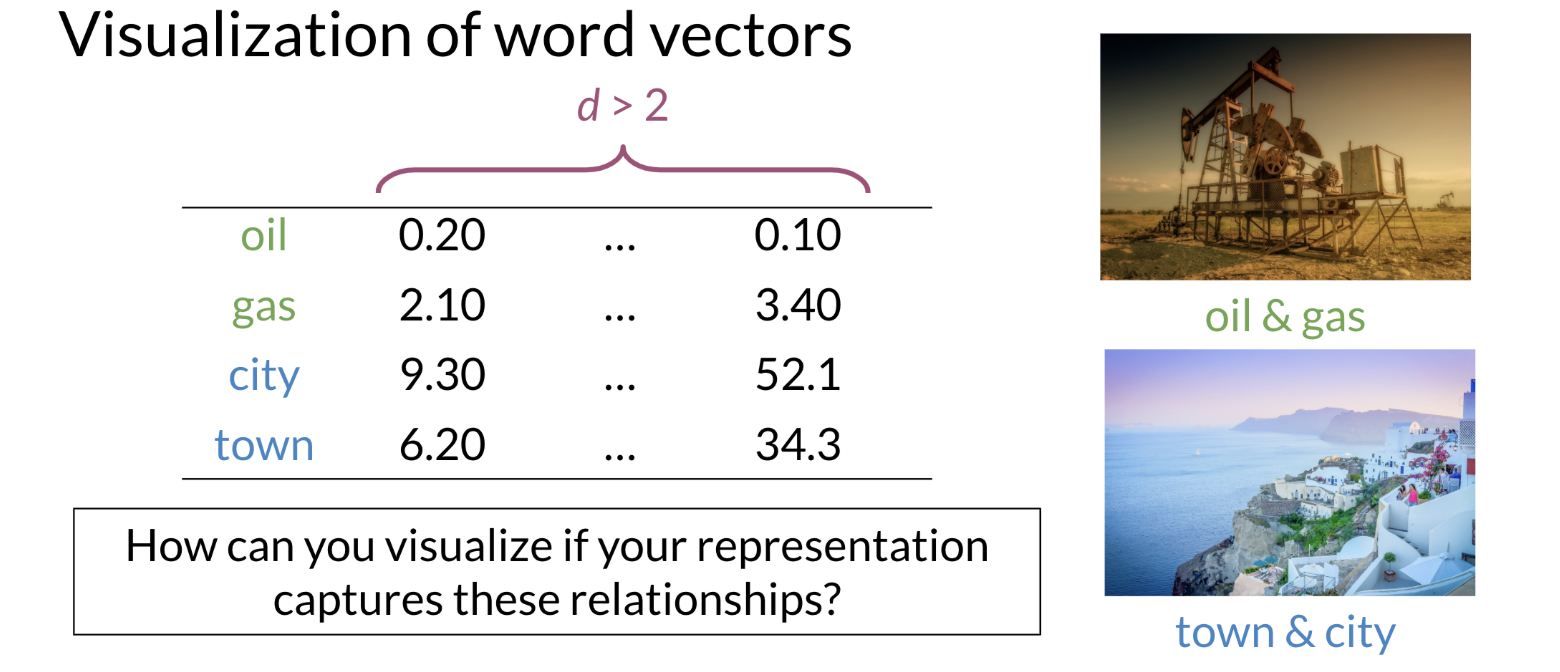 Visualization of word vectors
d > 2
oil 0.20 ... 0.10
gas 2.10 ... 3.40
city 9.30 ... 52.1
town 6.20 ... 34.3
How can you visualize if your representation
captures these relationships?
oil & gas
town & city